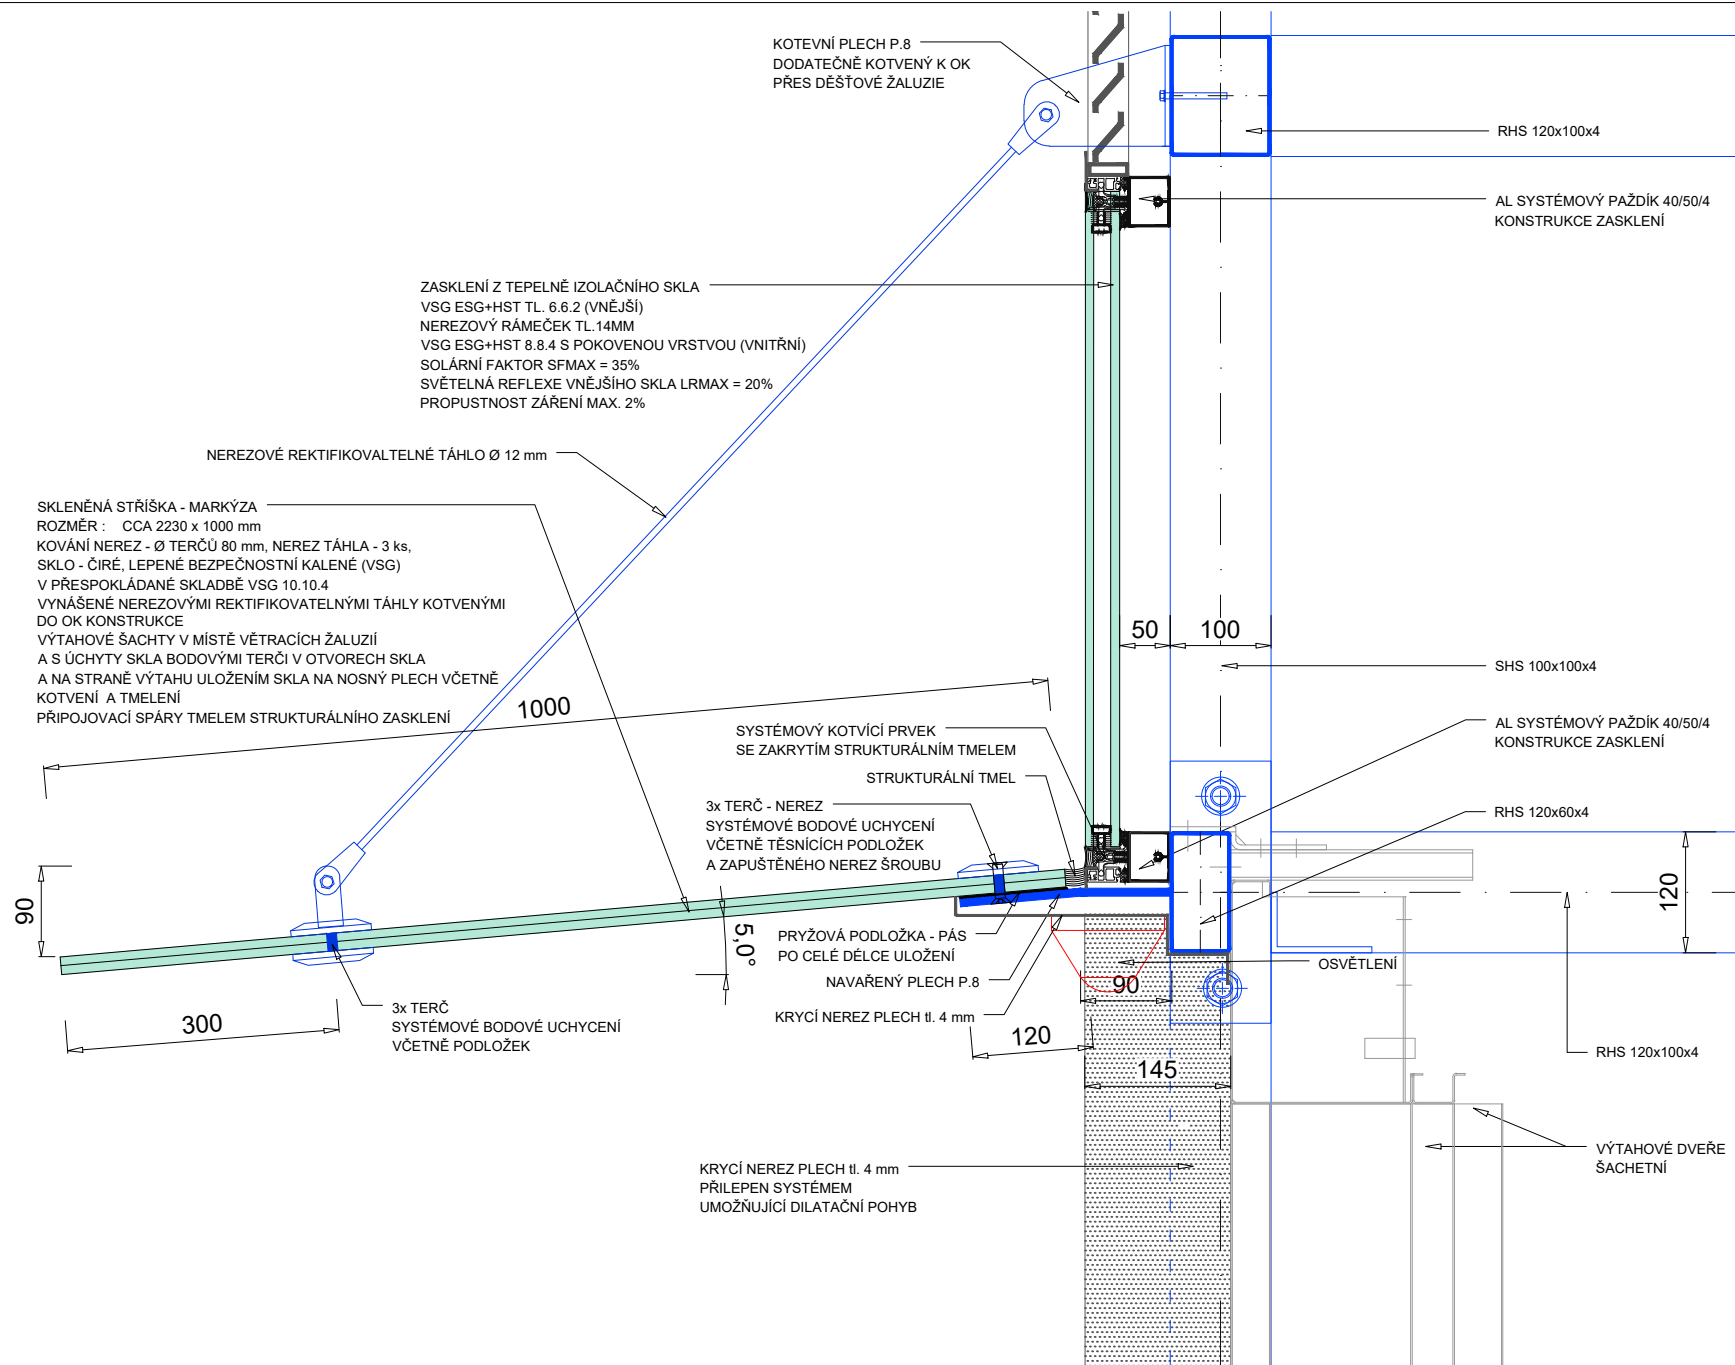 KOTEVNÍ PLECH P.8
DODATEČNĚ KOTVENÝ K OK
PŘES DĚŠŤOVÉ ŽALUZIE
RHS 120x100x4
AL SYSTÉMOVÝ PAŽDÍK 40/50/4
KONSTRUKCE ZASKLENÍ
ZASKLENÍ Z TEPELNĚ IZOLAČNÍHO SKLA
VSG ESG+HST TL. 6.6.2 (VNĚJŠÍ)
NEREZOVÝ RÁMEČEK TL.14MM
VSG ESG+HST 8.8.4 S POKOVENOU VRSTVOU (VNITŘNÍ)
SOLÁRNÍ FAKTOR SFMAX = 35%
SVĚTELNÁ REFLEXE VNĚJŠÍHO SKLA LRMAX = 20%
PROPUSTNOST ZÁŘENÍ MAX. 2%
NEREZOVÉ REKTIFIKOVALTELNÉ TÁHLO Ø 12 mm
SKLENĚNÁ STŘÍŠKA - MARKÝZA
ROZMĚR : CCA 2230 x 1000 mm
KOVÁNÍ NEREZ - Ø TERČŮ 80 mm, NEREZ TÁHLA - 3 ks,
SKLO - ČIRÉ, LEPENÉ BEZPEČNOSTNÍ KALENÉ (VSG)
V PŘESPOKLÁDANÉ SKLADBĚ VSG 10.10.4
VYNÁŠENÉ NEREZOVÝMI REKTIFIKOVATELNÝMI TÁHLY KOTVENÝMI
DO OK KONSTRUKCE
VÝTAHOVÉ ŠACHTY V MÍSTĚ VĚTRACÍCH ŽALUZIÍ
A S ÚCHYTY SKLA BODOVÝMI TERČI V OTVORECH SKLA
A NA STRANĚ VÝTAHU ULOŽENÍM SKLA NA NOSNÝ PLECH VČETNĚ
KOTVENÍ A TMELENÍ
PŘIPOJOVACÍ SPÁRY TMELEM STRUKTURÁLNÍHO ZASKLENÍ
50
100
SHS 100x100x4
1000
SYSTÉMOVÝ KOTVÍCÍ PRVEK
SE ZAKRYTÍM STRUKTURÁLNÍM TMELEM
AL SYSTÉMOVÝ PAŽDÍK 40/50/4
KONSTRUKCE ZASKLENÍ
STRUKTURÁLNÍ TMEL
3x TERČ - NEREZ
SYSTÉMOVÉ BODOVÉ UCHYCENÍ
VČETNĚ TĚSNÍCÍCH PODLOŽEK
A ZAPUŠTĚNÉHO NEREZ ŠROUBU
RHS 120x60x4
90
120
5,0°
PRYŽOVÁ PODLOŽKA - PÁS
PO CELÉ DÉLCE ULOŽENÍ
OSVĚTLENÍ
NAVAŘENÝ PLECH P.8
90
KRYCÍ NEREZ PLECH tl. 4 mm
300
3x TERČ
SYSTÉMOVÉ BODOVÉ UCHYCENÍ
VČETNĚ PODLOŽEK
120
RHS 120x100x4
145
VÝTAHOVÉ DVEŘE
ŠACHETNÍ
KRYCÍ NEREZ PLECH tl. 4 mm
PŘILEPEN SYSTÉMEM
UMOŽŇUJÍCÍ DILATAČNÍ POHYB